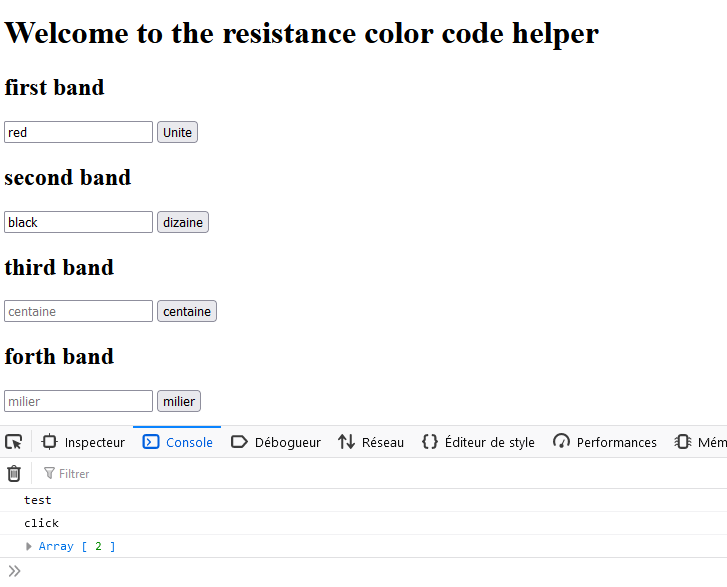 Welcome to the resistance color code helper
first band
red Unite
second band
black dizaine
third band
centaine centaine
forth band
milier milier
Inspecteur Console Débogueur Réseau Éditeur de style Performances Mém
Filtrer
test
click
Array [ 2 ]